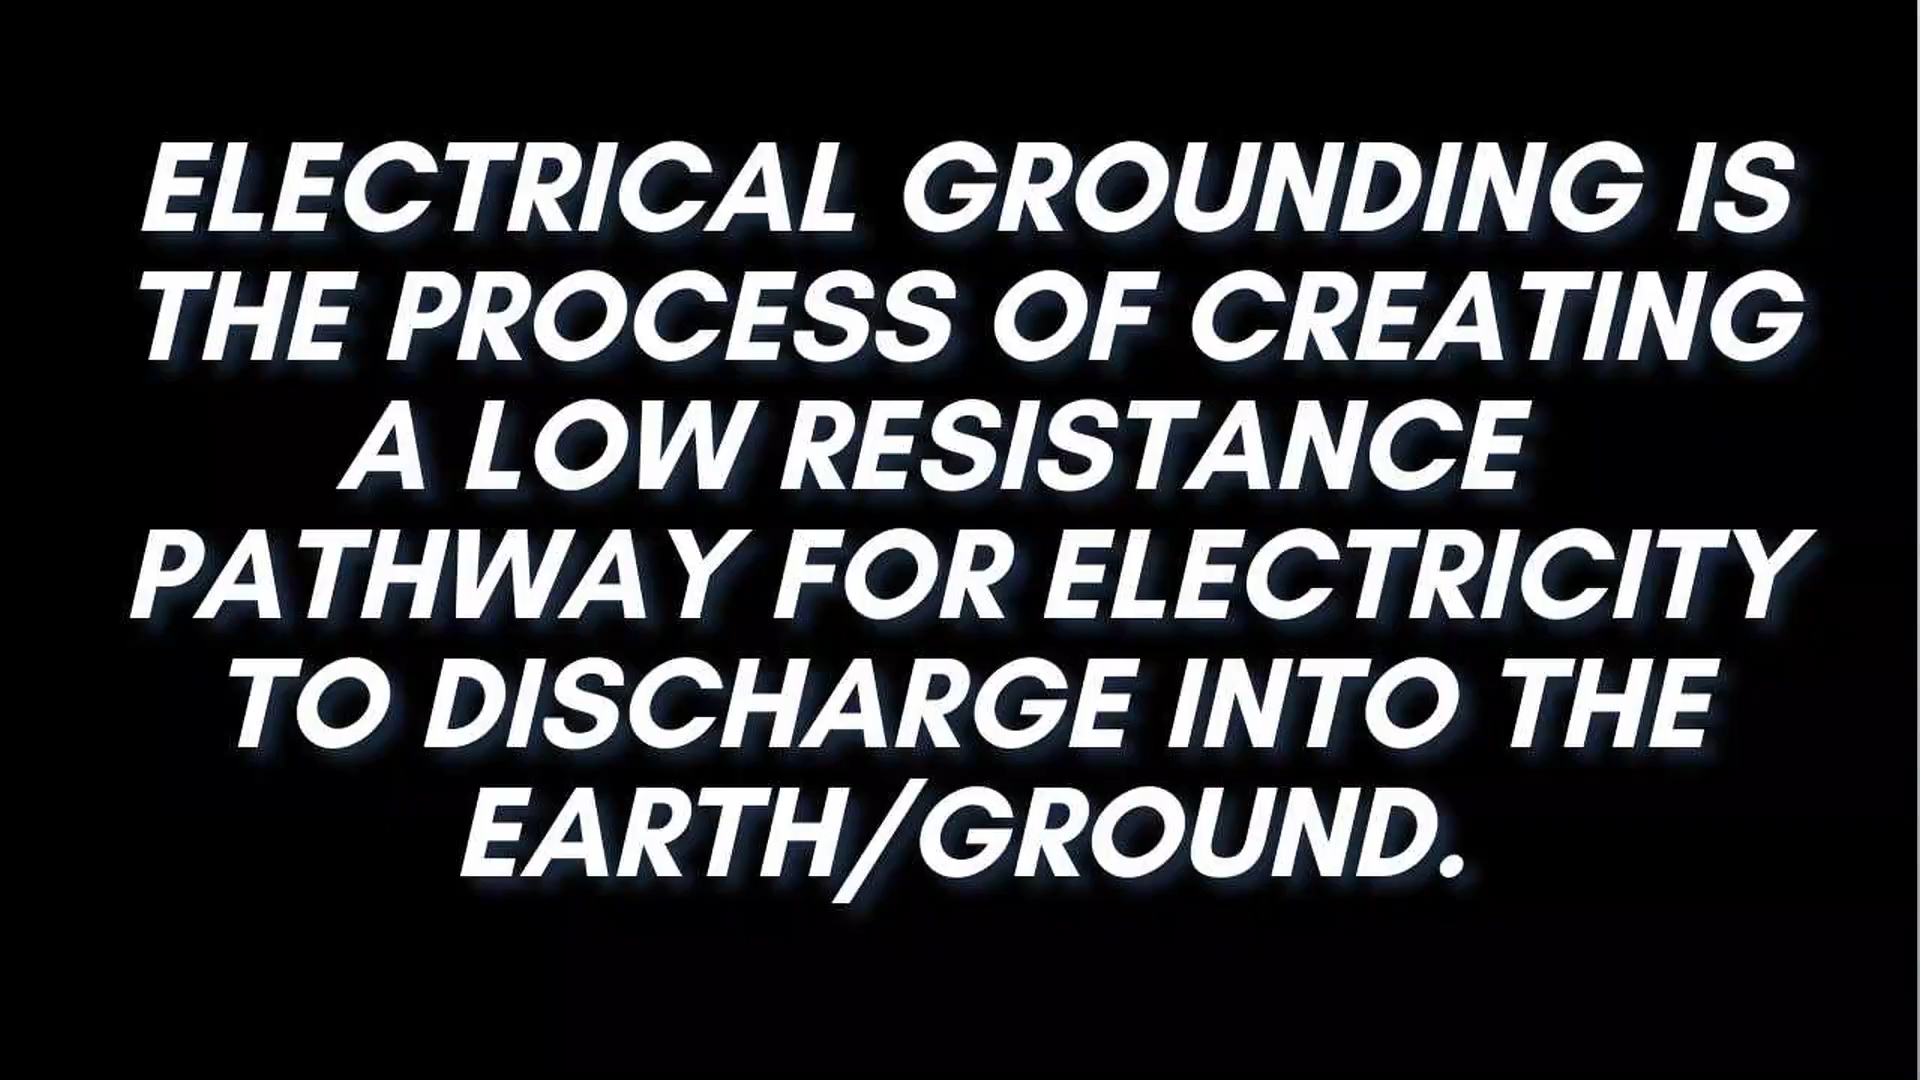 ELECTRICAL GROUNDING IS
THE PROCESS OF CREATING
A LOW RESISTANCE
PATHWAY FOR ELECTRICITY
TO DISCHARGE INTO THE
EARTH/GROUND.